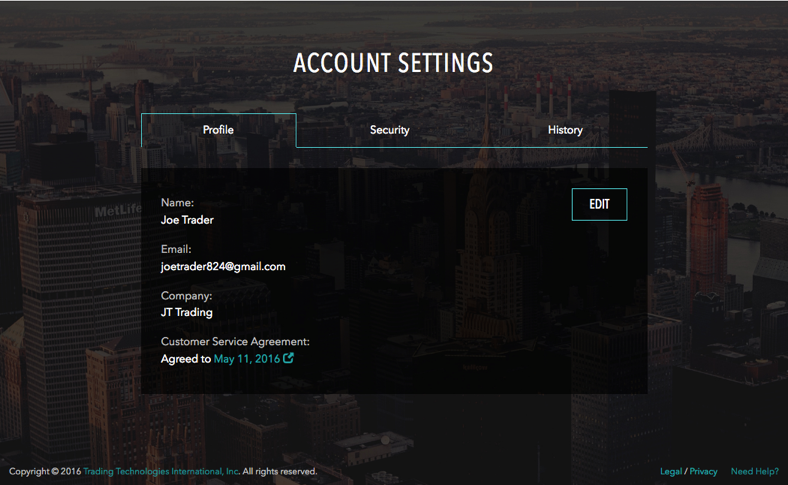 ACCOUNT SETTINGS
Profile
Security
History
Name:
Joe Trader
EDIT
Email:
joetrader824@gmail.com
Company:
JT Trading
Customer Service Agreement:
Agreed to May 11, 2016
MetLife
Copyright © 2016 Trading Technologies International, Inc. All rights reserved.
Legal / Privacy
Need Help?